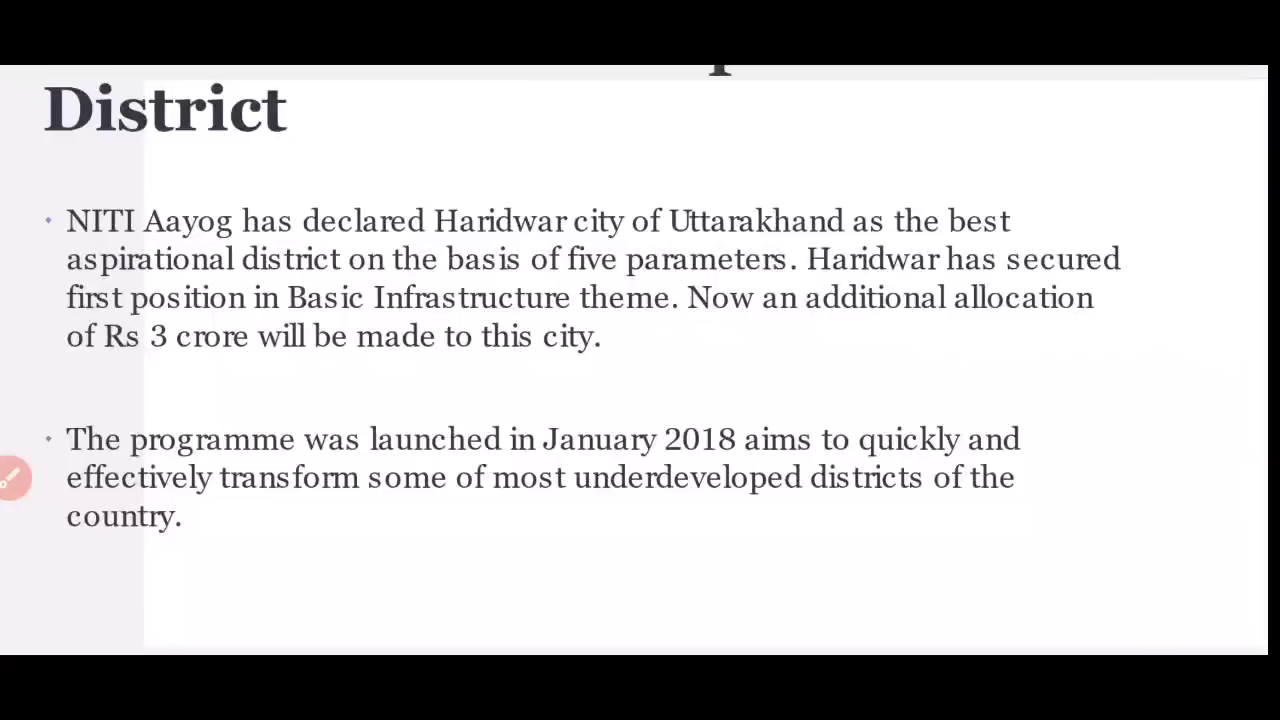 District
NITI Aayog has declared Haridwar city of Uttarakhand as the best
aspirational district on the basis of five parameters. Haridwar has secured
first position in Basic Infrastructure theme. Now an additional allocation
of Rs 3 crore will be made to this city.
The programme was launched in January 2018 aims to quickly and
effectively transform some of most underdeveloped districts of the
country.